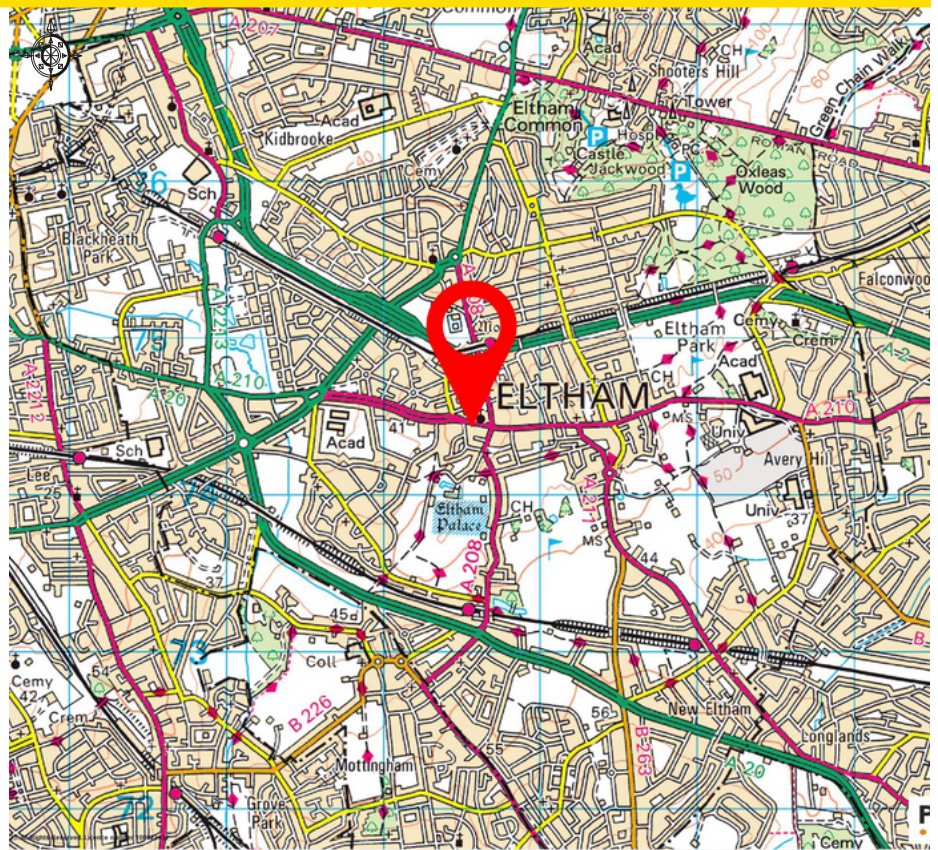 Common
A 207
Acad
CH
100
Shooters Hill
60
Green Chain Walk
Acad
Tower
Eltham
Common
P
Hosp
PC
ROMAN ROAD
Kidbrooke
40
Cemy
Castle
Jackwood
P
Oxleas
Wood
76
Sch
Blackheath
Park
A 2213
Falconwood
Eltham
Park
Cemy
Crem
75
A 210
A 20
A 2
CH
Acad
ELTHAM
A 2212
MS
A 210
41
Acad
Univ
Sch
Avery Hill
Lee
25
50
Eltham
Palace
CH
A 211
Univ
37
MS
40
A 208
44
37
45
73
Coll
B 226
54
Cemy
42
Crem
56
New Eltham
Longlands
B 263
55
A 20
Mottingham
72
Grove
Park
Cemy